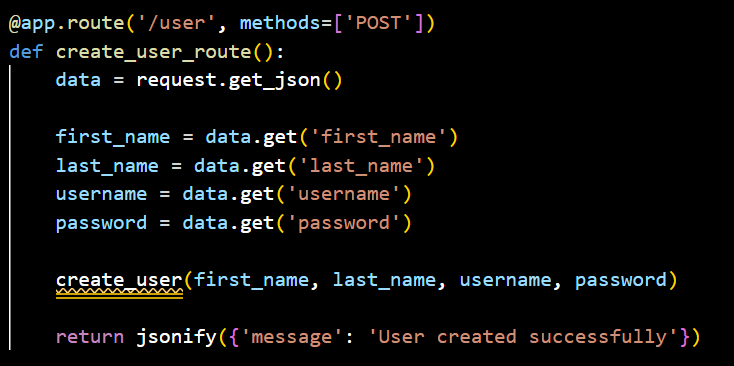 @app.route('/user', methods=['POST'])
def create_user_route():
    data = request.get_json()
    first_name = data.get('first_name')
    last_name = data.get('last_name')
    username = data.get('username')
    password = data.get('password')
    create_user(first_name, last_name, username, password)
    return jsonify({'message': 'User created successfully'})